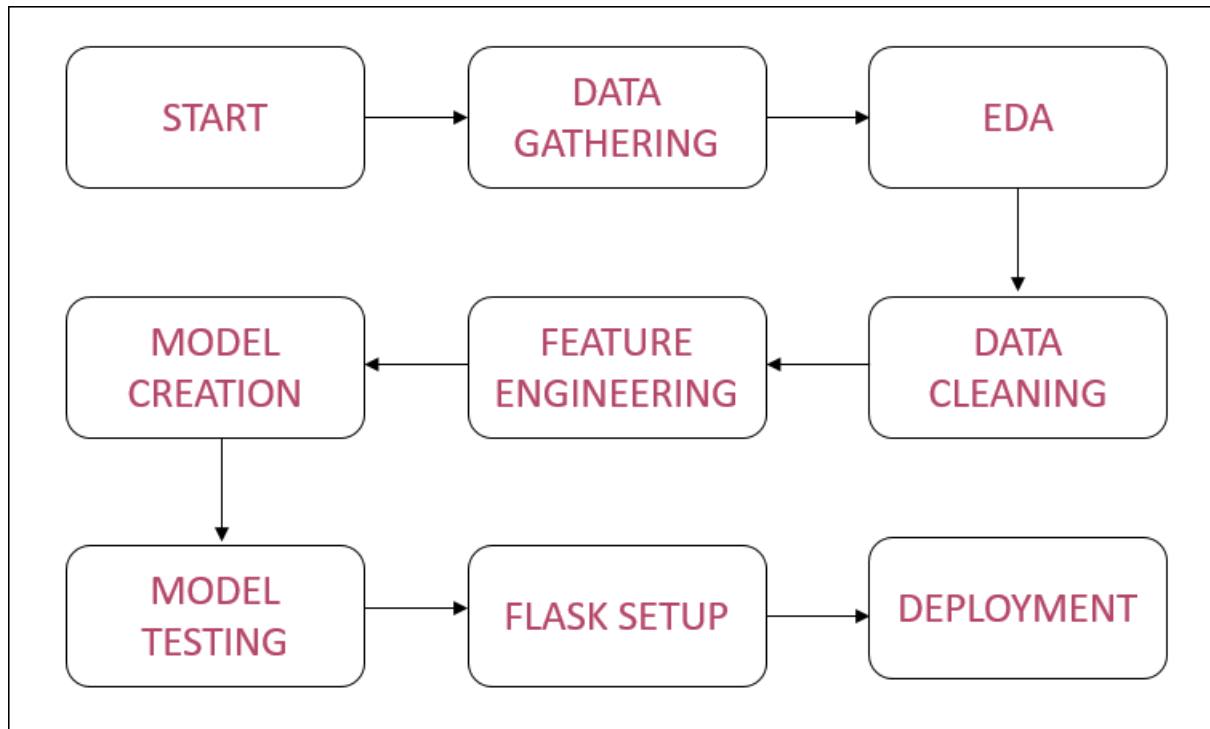 START
DATA
GATHERING
EDA
MODEL
CREATION
FEATURE
ENGINEERING
DATA
CLEANING
MODEL
TESTING
FLASK SETUP
DEPLOYMENT